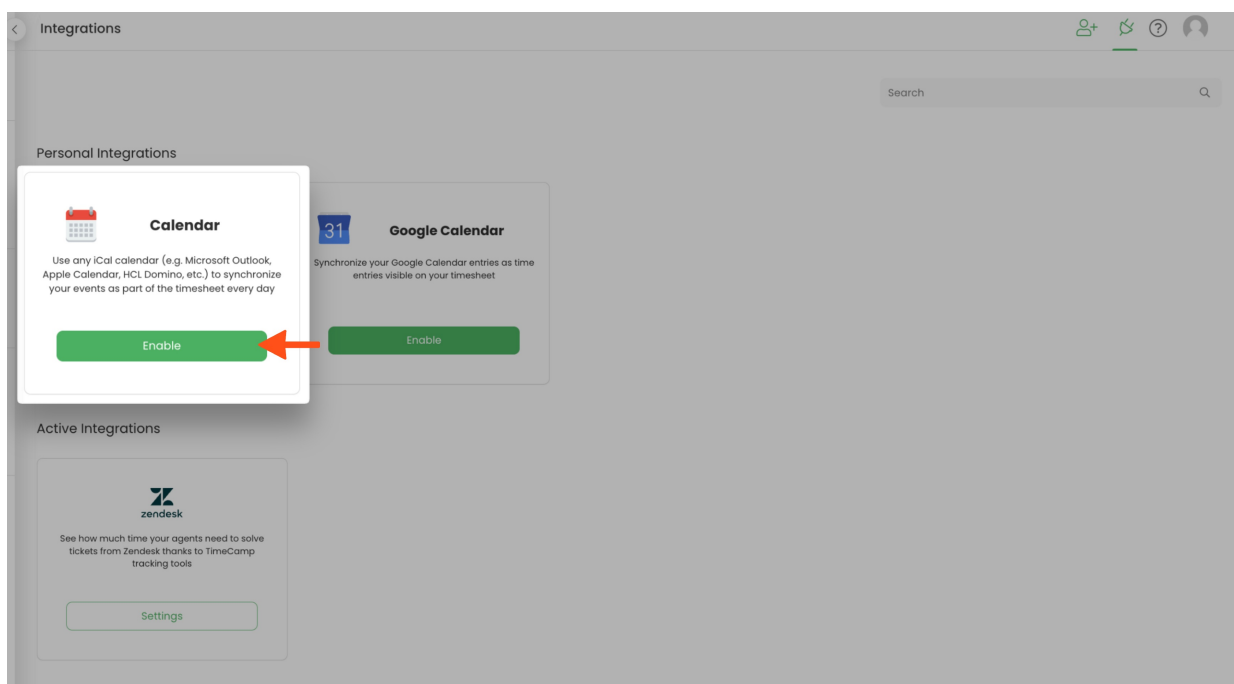 Integrations
Search
Personal Integrations
Calendar
Use any iCal calendar (e.g. Microsoft Outlook,
Apple Calendar, HCL Domino, etc.) to synchronize
your events as part of the timesheet every day
Enable
31
Google Calendar
Synchronize your Google Calendar entries as time
entries visible on your timesheet
Enable
Active Integrations
zendesk
See how much time your agents need to solve
tickets from Zendesk thanks to TimeCamp
tracking tools
Settings